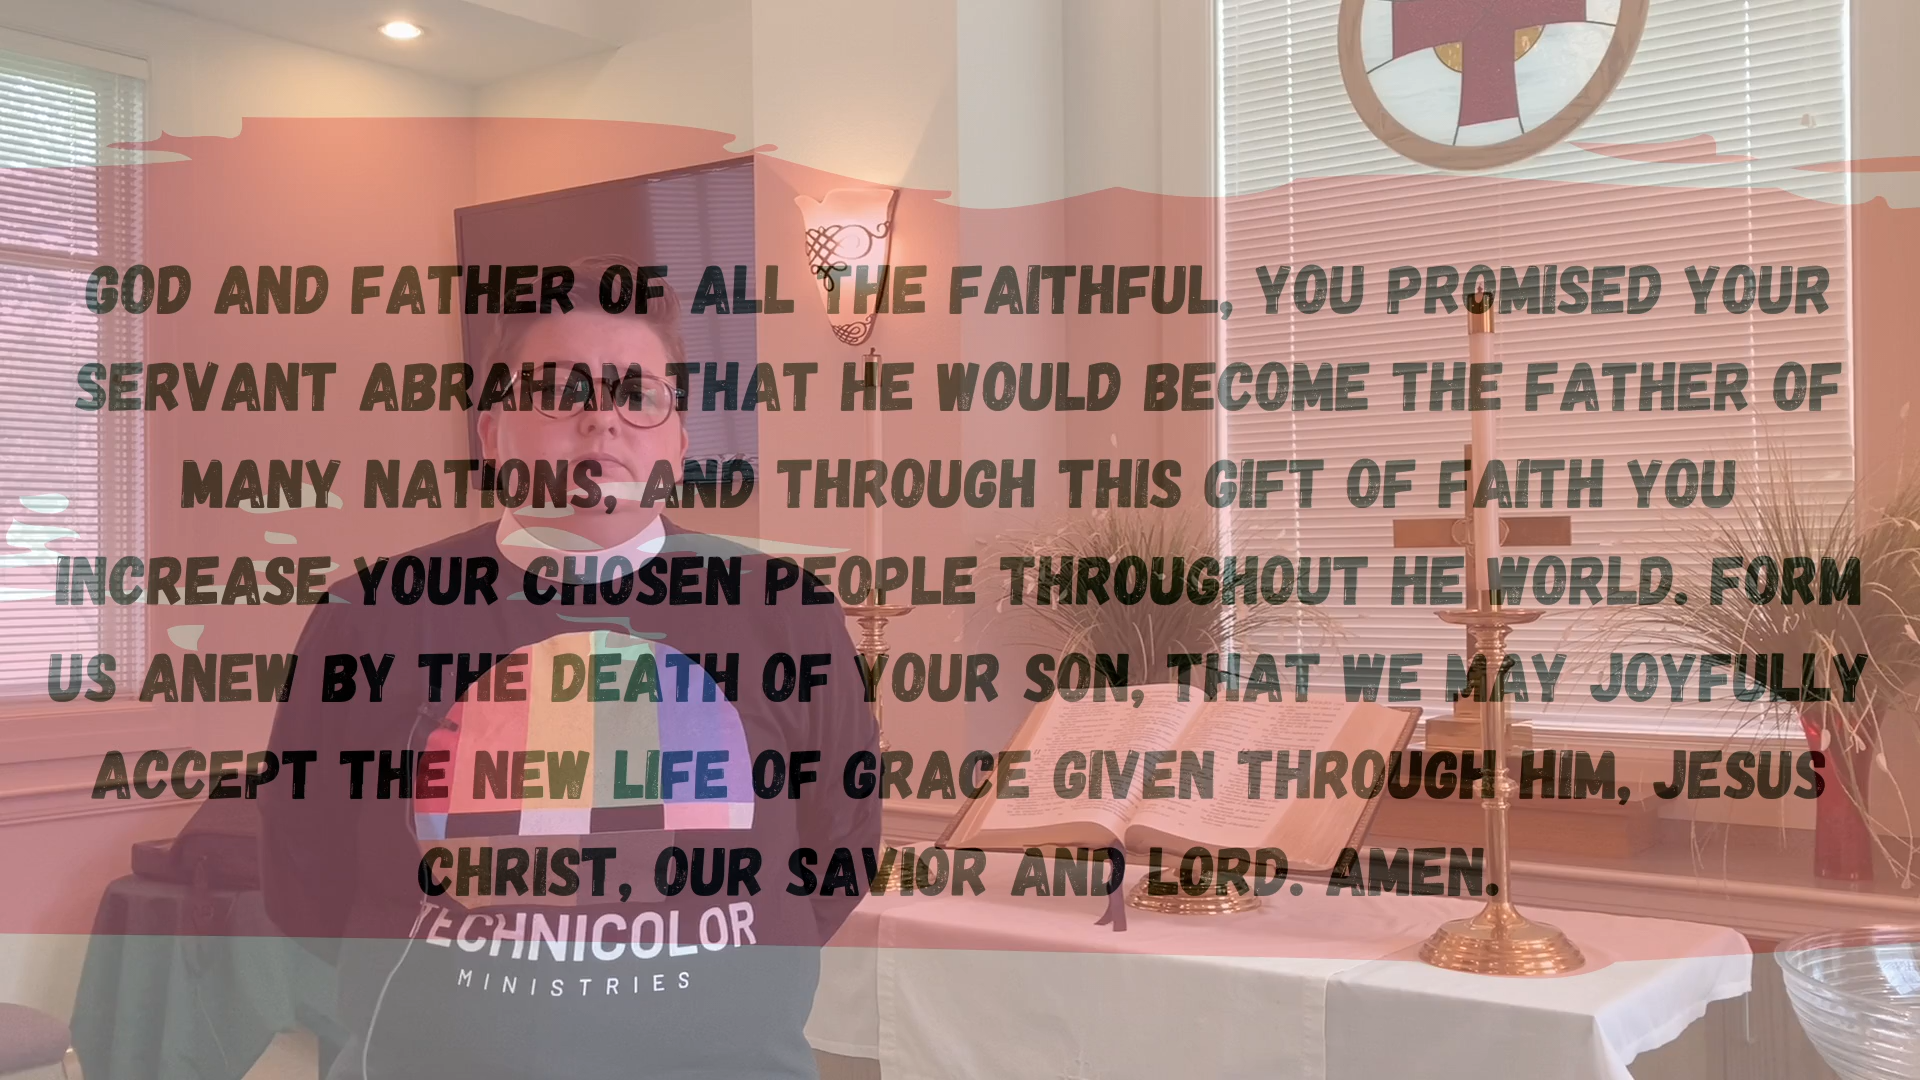 GOD AND FATHER OF ALL THE FAITHFUL, YOU PROMISED YOUR
SERVANT ABRAHAM THAT HE WOULD BECOME THE FATHER OF
MANY NATIONS, AND THROUGH THIS GIFT OF FAITH YOU
INCREASE YOUR CHOSEN PEOPLE THROUGHOUT HE WORLD. FORM
US ANEW BY THE DEATH OF YOUR SON, THAT WE MAY JOYFULLY
ACCEPT THE NEW LIFE OF GRACE GIVEN THROUGH HIM, JESUS
CHRIST, OUR SAVIOR AND LORD. AMEN.
TECHNICOLOR
MINISTRIES